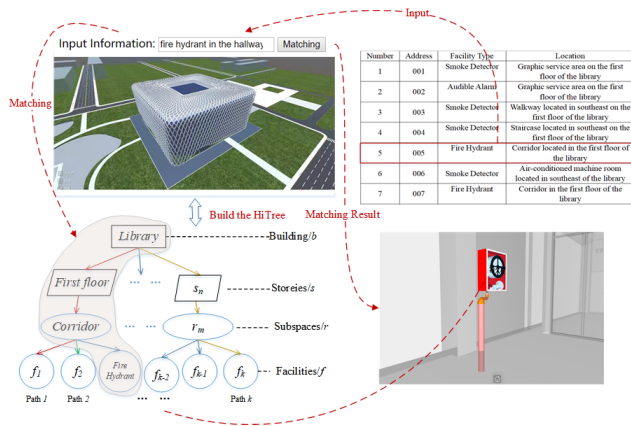 Input
Input Information: fire hydrant in the hallway Matching
Matching
Number Address Facility Type Location
1 001 Smoke Detector Graphic service area on the first
floor of the library
2 002 Audible Alarm Graphic service area on the first
floor of the library
3 003 Smoke Detector Walkway located in southeast on the
first floor of the library
4 004 Smoke Detector Staircase located in southeast on the
first floor of the library
5 005 Fire Hydrant Corridor located in the first floor of
the library
6 006 Smoke Detector Air-conditioned machine room
located in southeast of the library
7 007 Fire Hydrant Corridor in the first floor of the
library
Build the HiTree
Matching Result
Library
Building/b
First floor
... ...
sn
Storeies/s
Corridor
... ...
rm
Subspaces/r
f1
f2
Fire
Hydrant
fk-2
fk-1
fk
Facilities/f
Path 1
Path 2
... ...
Path k